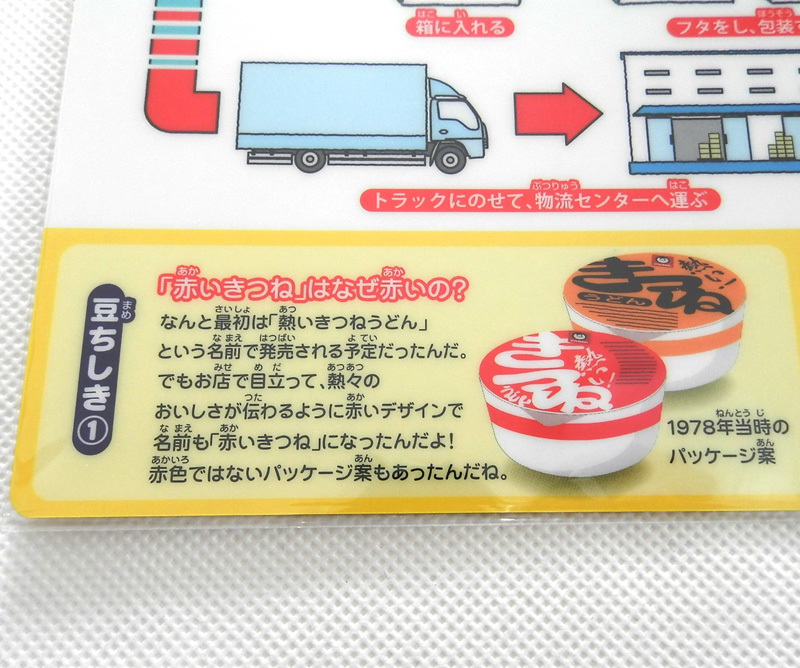 箱に入れる
フタをし、包装
トラックにのせて、物流センターへ運ぶ
豆ちしき①
「赤いきつね」はなぜ赤いの?
なんと最初は「熱いきつねうどん」
という名前で発売される予定だったんだ。
でもお店で目立って、熱々の
おいしさが伝わるように赤いデザインで
名前も「赤いきつね」になったんだよ!
赤色ではないパッケージ案もあったんだね。
熱い!
きつね
うどん
熱い!
きつね
うどん
1978年当時の
パッケージ案